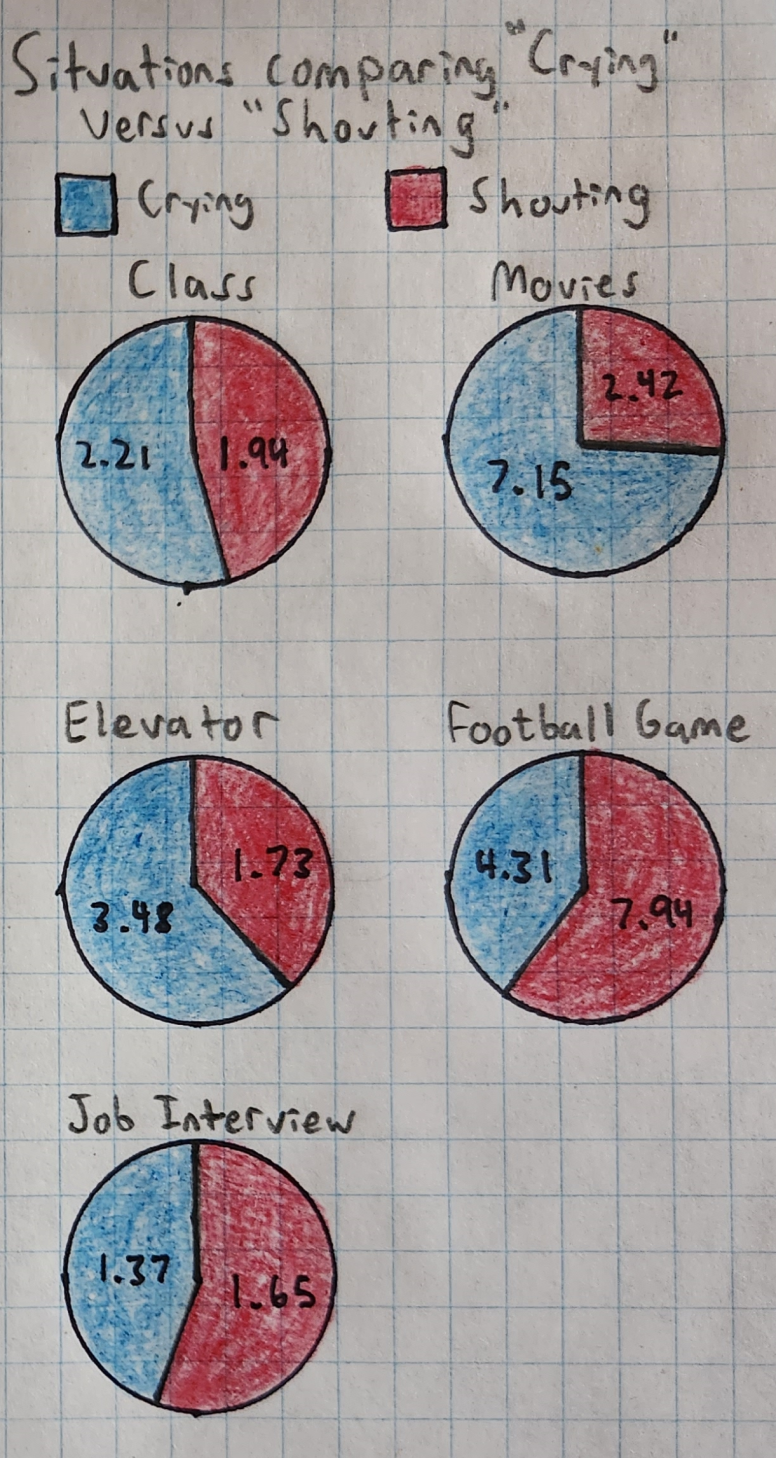 Situations comparing "Crying"
versus "Shouting"
Crying Shouting
Class Movies
2.21 1.94
2.42
7.15
Elevator Football Game
1.73
3.48
4.31
7.94
Job Interview
1.37
1.65